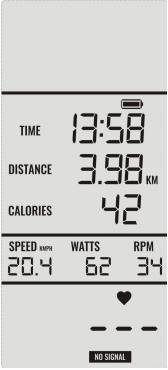 TIME 13:58
DISTANCE 3.98 KM
CALORIES 42
SPEED KMPH WATTS RPM
20.4 62 34
– – –
NO SIGNAL